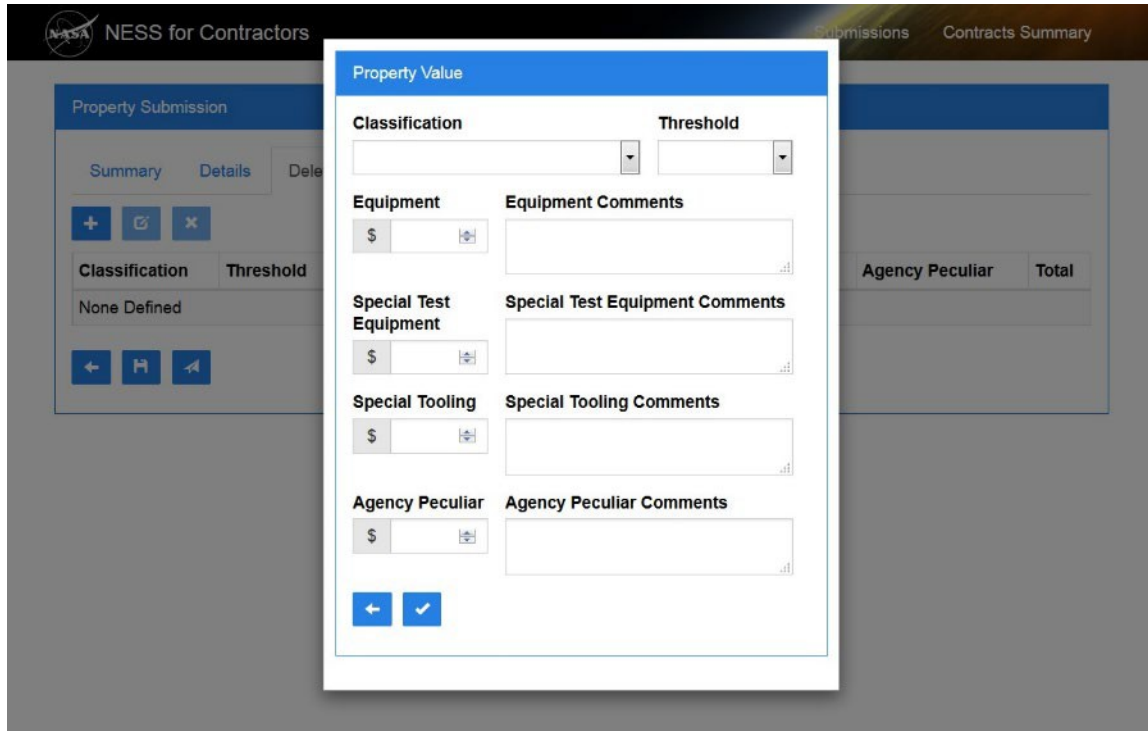 NASA NESS for Contractors
Submissions Contracts Summary
Property Value
Property Submission
Classification Threshold
Summary Details Dele
Equipment Equipment Comments
$
Classification Threshold Agency Peculiar Total
None Defined
Special Test Equipment Special Test Equipment Comments
$
Special Tooling Special Tooling Comments
$
Agency Peculiar Agency Peculiar Comments
$